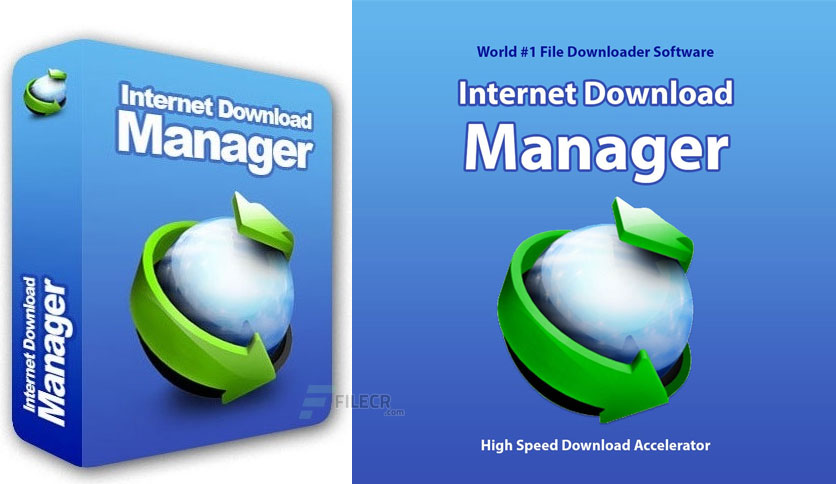 Internet Download
Manager
Internet Download
Manager
FILECR
.com
World #1 File Downloader Software
Internet Download
Manager
High Speed Download Accelerator